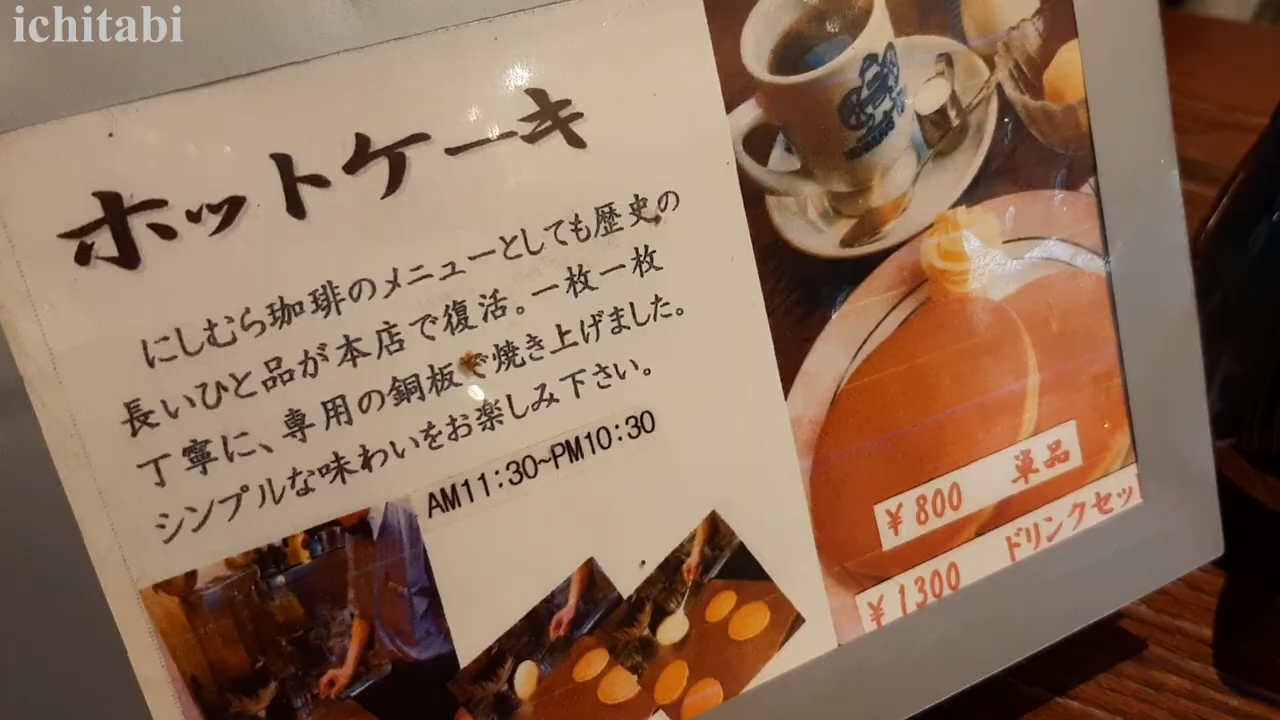 ichitabi
ホットケーキ
にしむら珈琲のメニューとしても歴史の
長いひと品が本店で復活。一枚一枚
丁寧に、専用の銅板で焼き上げました。
シンプルな味わいをお楽しみ下さい。
AM11:30~PM10:30
¥800 単品
¥1300 ドリンクセット